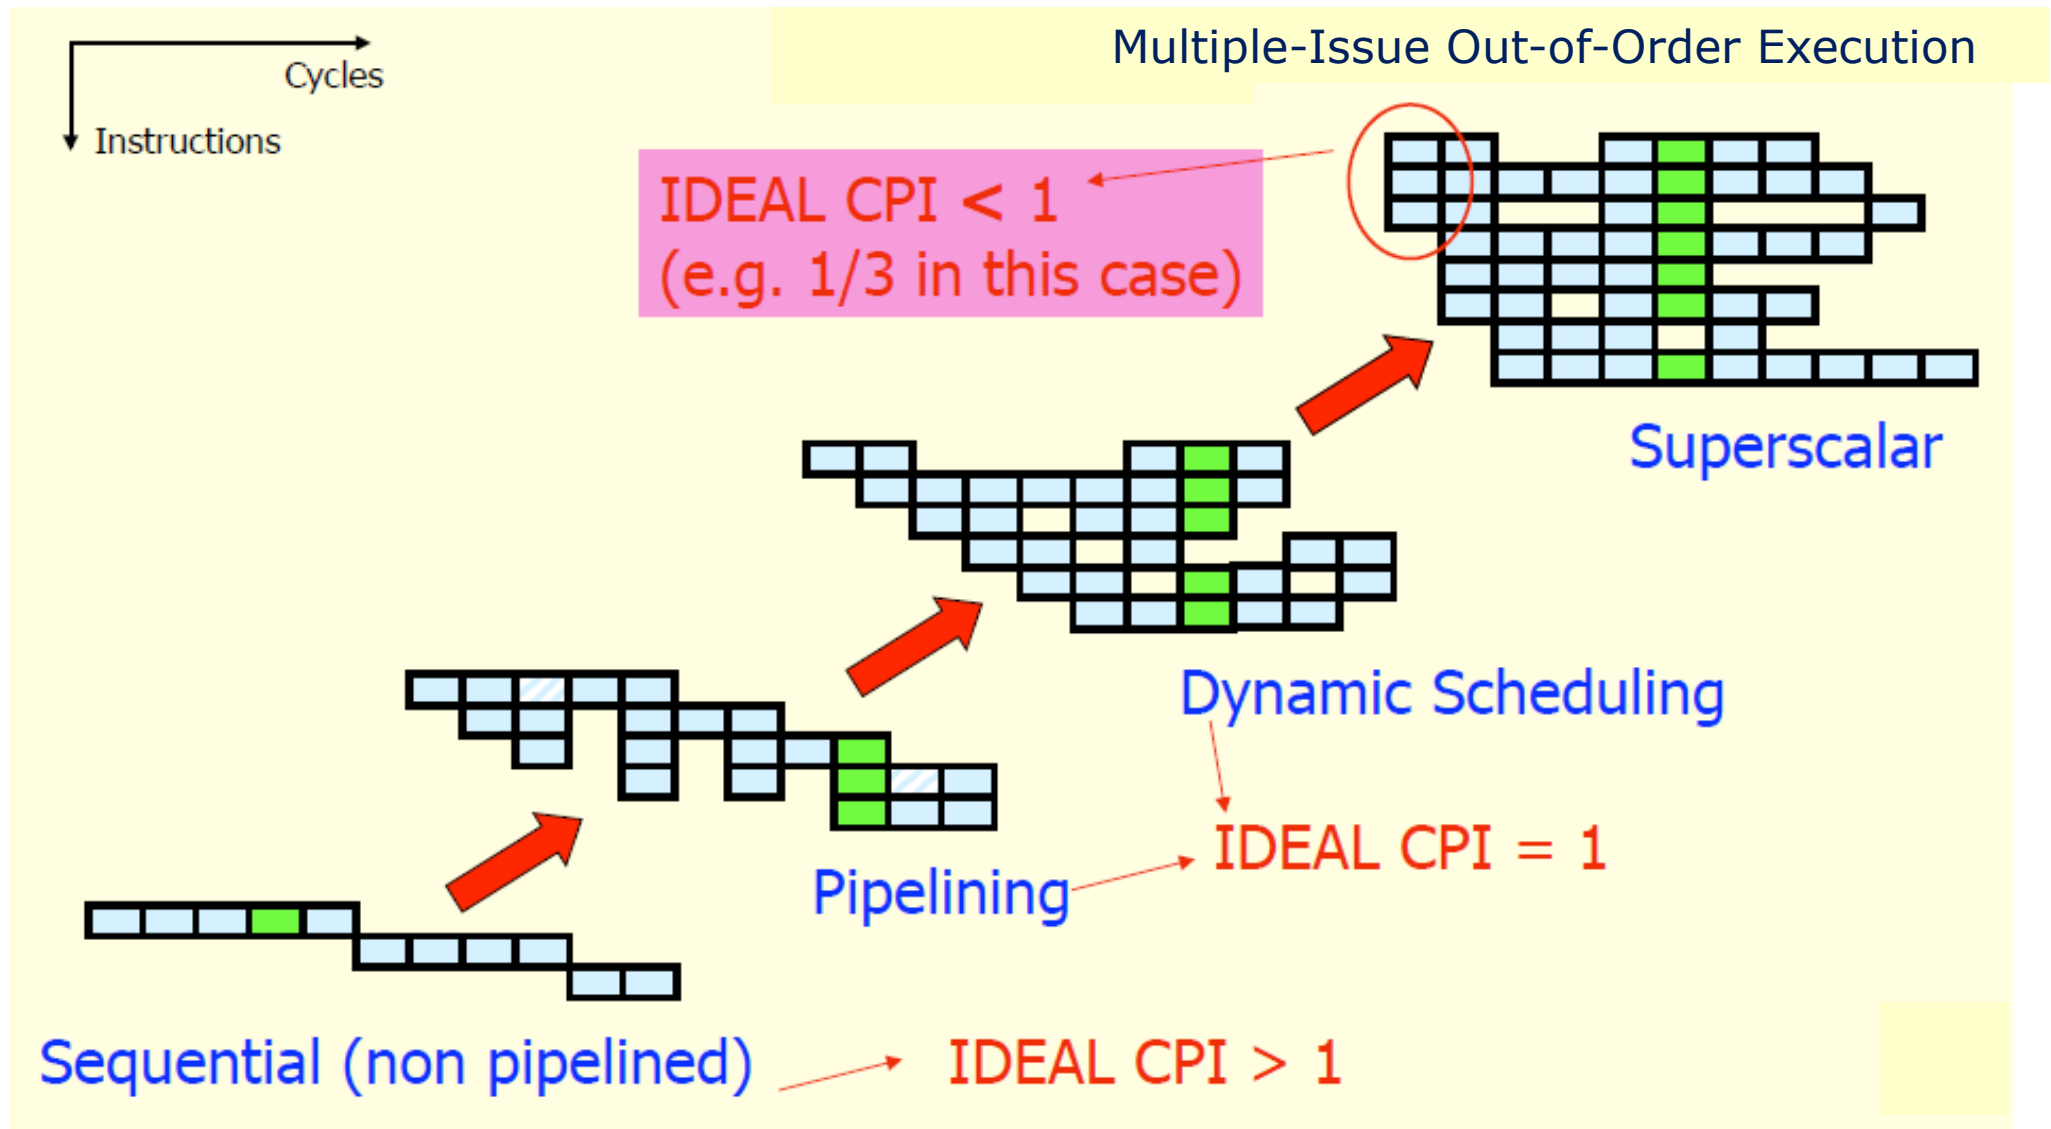 Multiple-Issue Out-of-Order Execution
Cycles
Instructions
IDEAL CPI < 1
(e.g. 1/3 in this case)
Superscalar
Dynamic Scheduling
IDEAL CPI = 1
Pipelining
Sequential (non pipelined)
IDEAL CPI > 1